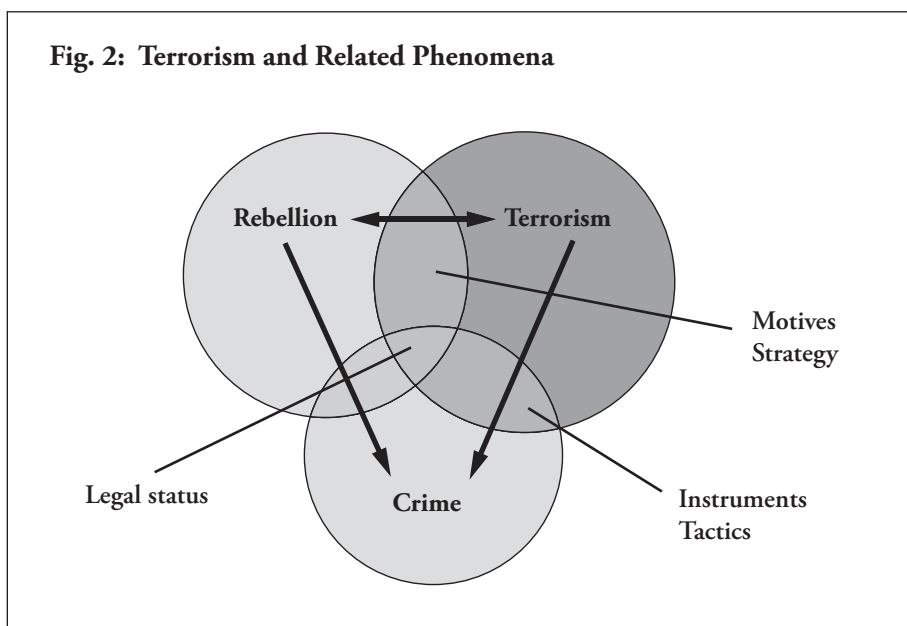 Fig. 2: Terrorism and Related Phenomena
Rebellion
Terrorism
Motives
Strategy
Legal status
Crime
Instruments
Tactics